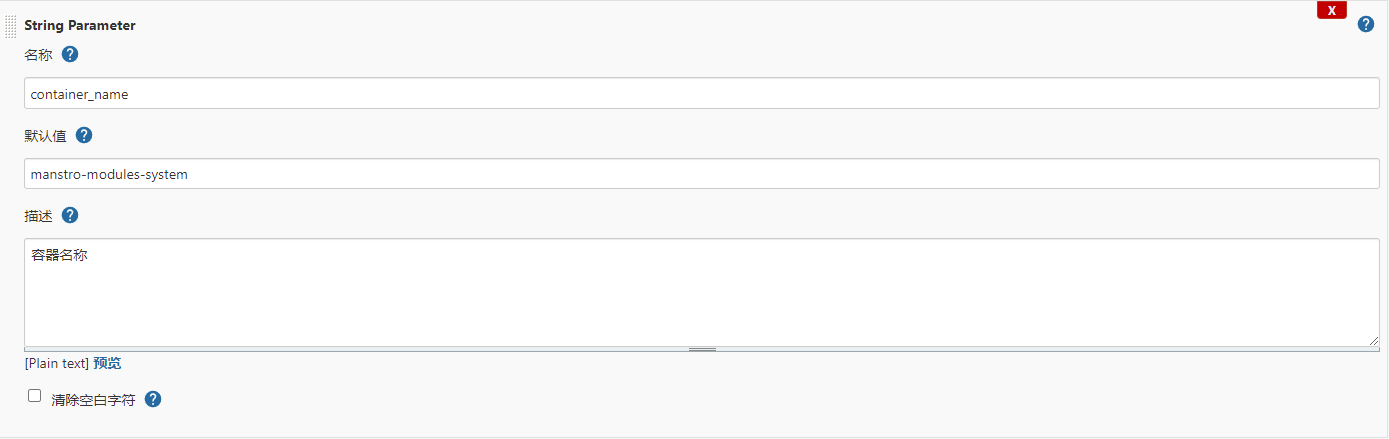 String Parameter
X
?
名称 ?
container_name
默认值 ?
manstro-modules-system
描述 ?
容器名称
[Plain text] 预览
清除空白字符 ?